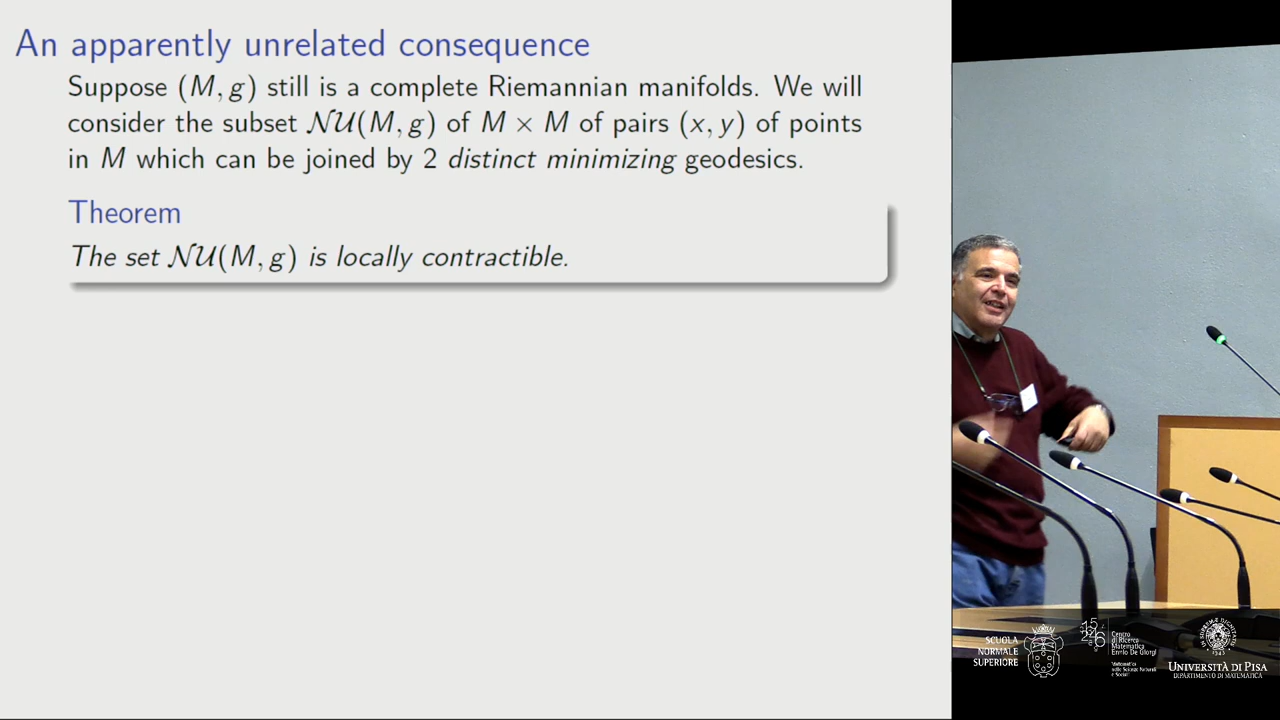 An apparently unrelated consequence
Suppose (M, g) still is a complete Riemannian manifolds. We will
consider the subset 𝒩𝒰(M, g) of M × M of pairs (x, y) of points
in M which can be joined by 2 distinct minimizing geodesics.
Theorem
The set 𝒩𝒰(M, g) is locally contractible.
SCUOLA
NORMALE
SUPERIORE
Centro
di Ricerca
Matematica
Ennio De Giorgi
UNIVERSITÀ DI PISA
DIPARTIMENTO DI MATEMATICA